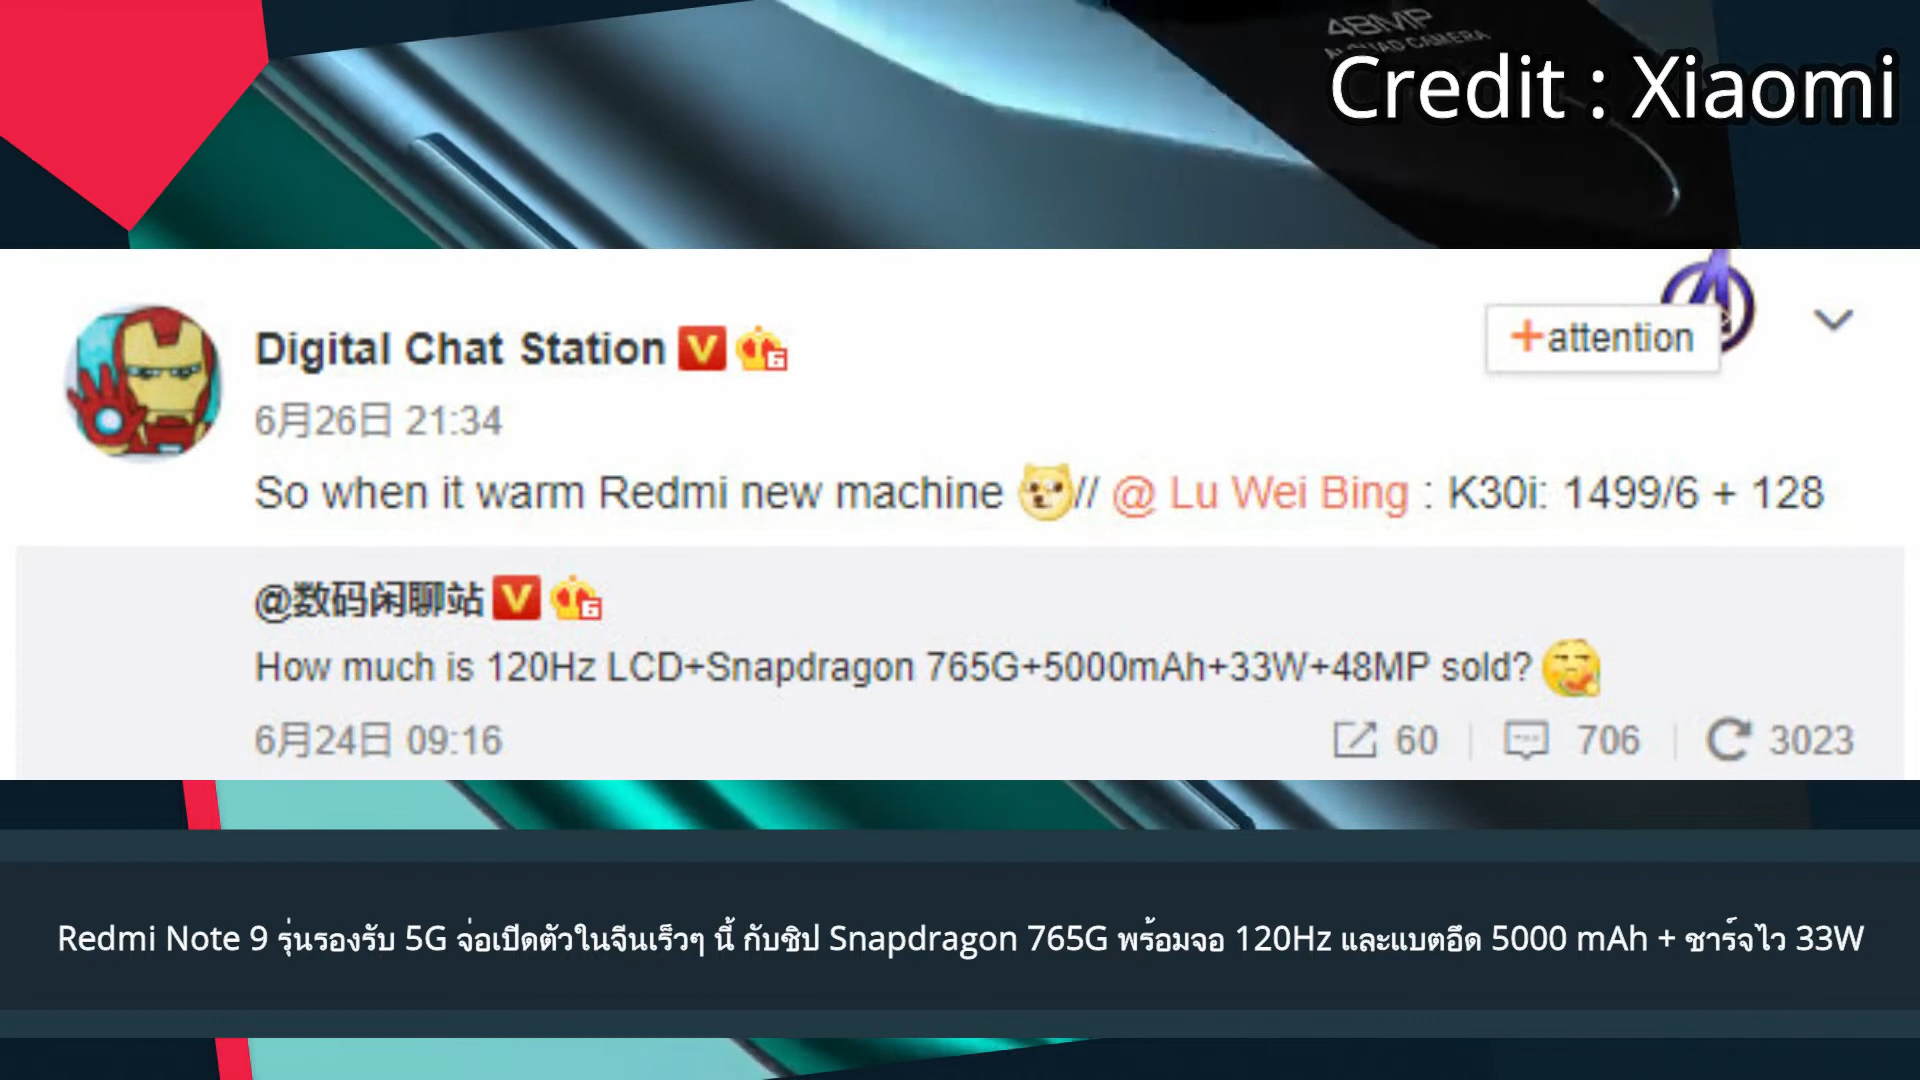 48MP
AI QUAD CAMERA
Credit : Xiaomi
Digital Chat Station V 6
+attention
6月26日 21:34
So when it warm Redmi new machine // @ Lu Wei Bing : K30i: 1499/6 + 128
@数码闲聊站 V 6
How much is 120Hz LCD+Snapdragon 765G+5000mAh+33W+48MP sold?
6月24日 09:16 60 706 3023
Redmi Note 9 รุ่นรองรับ 5G จ่อเปิดตัวในจีนเร็วๆ นี้ กับชิป Snapdragon 765G พร้อมจอ 120Hz และแบตอึด 5000 mAh + ชาร์จไว 33W